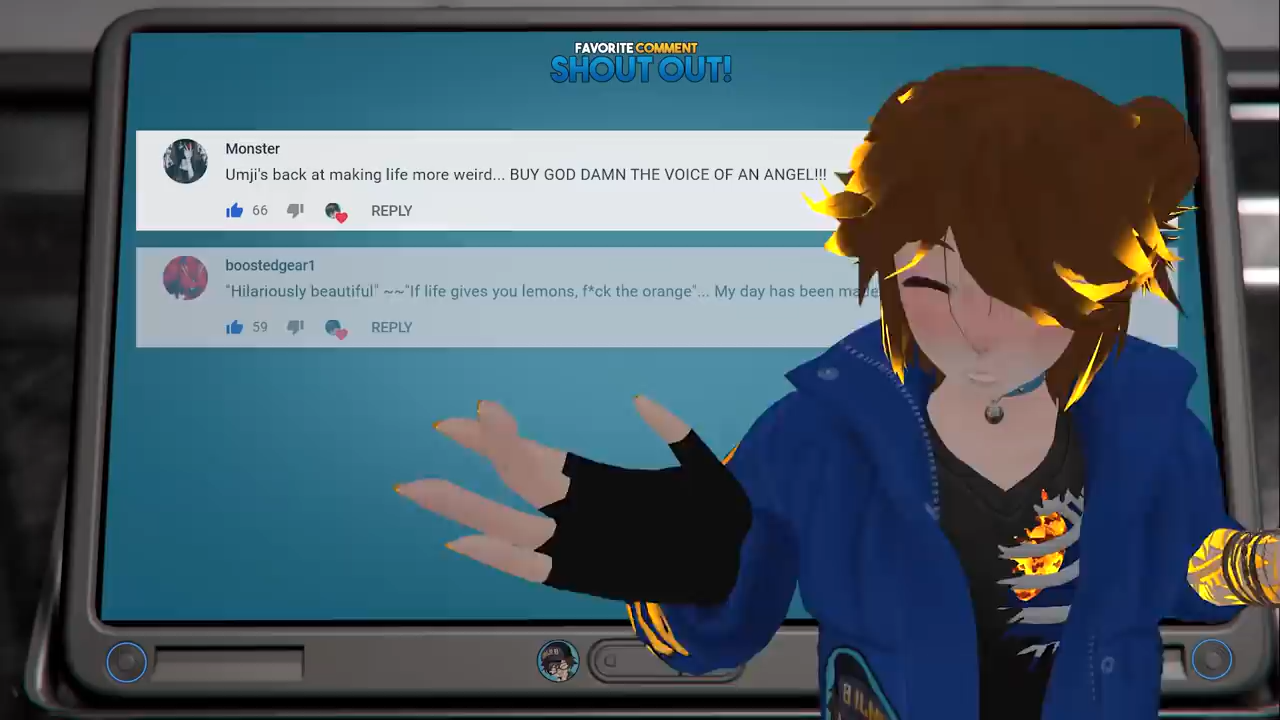 FAVORITE COMMENT
SHOUT OUT!
Monster
Umji's back at making life more weird... BUY GOD DAMN THE VOICE OF AN ANGEL!!!
66
REPLY
boostedgear1
"Hilariously beautiful" ~~"If life gives you lemons, f*ck the orange"... My day has been made
59
REPLY